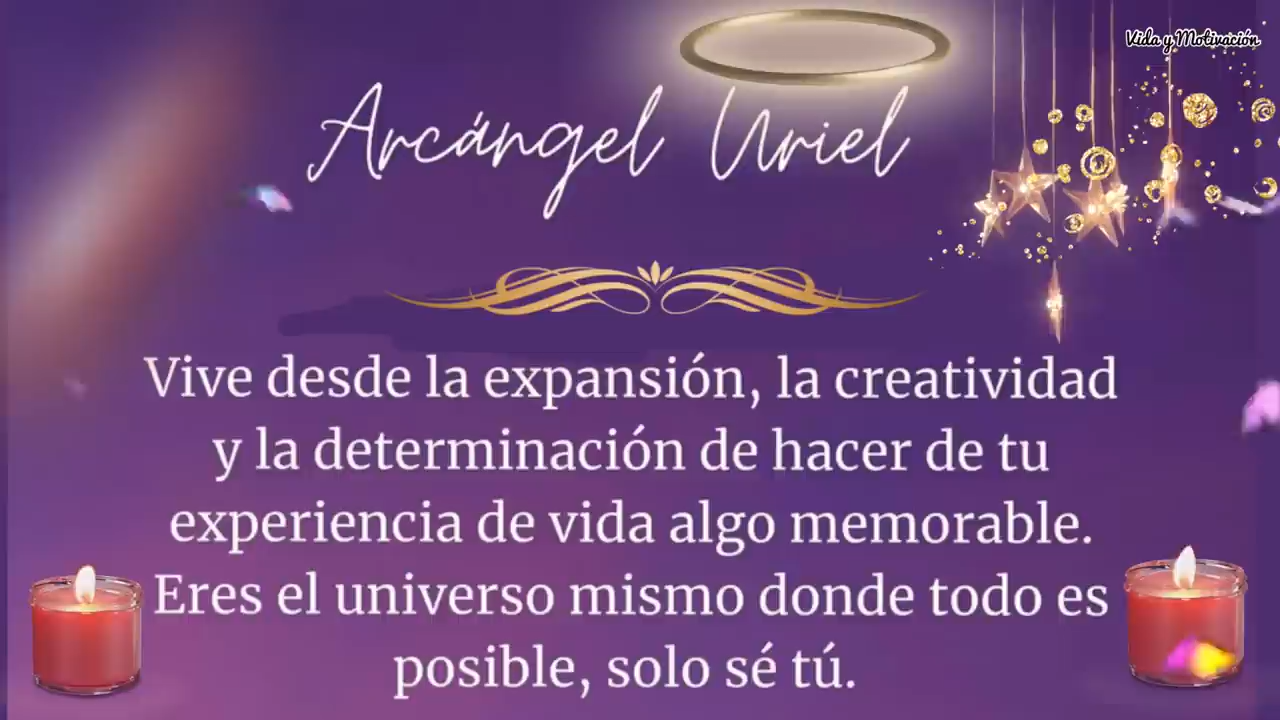 Vida y Motivación
Arcángel Uriel
Vive desde la expansión, la creatividad
y la determinación de hacer de tu
experiencia de vida algo memorable.
Eres el universo mismo donde todo es
posible, solo sé tú.